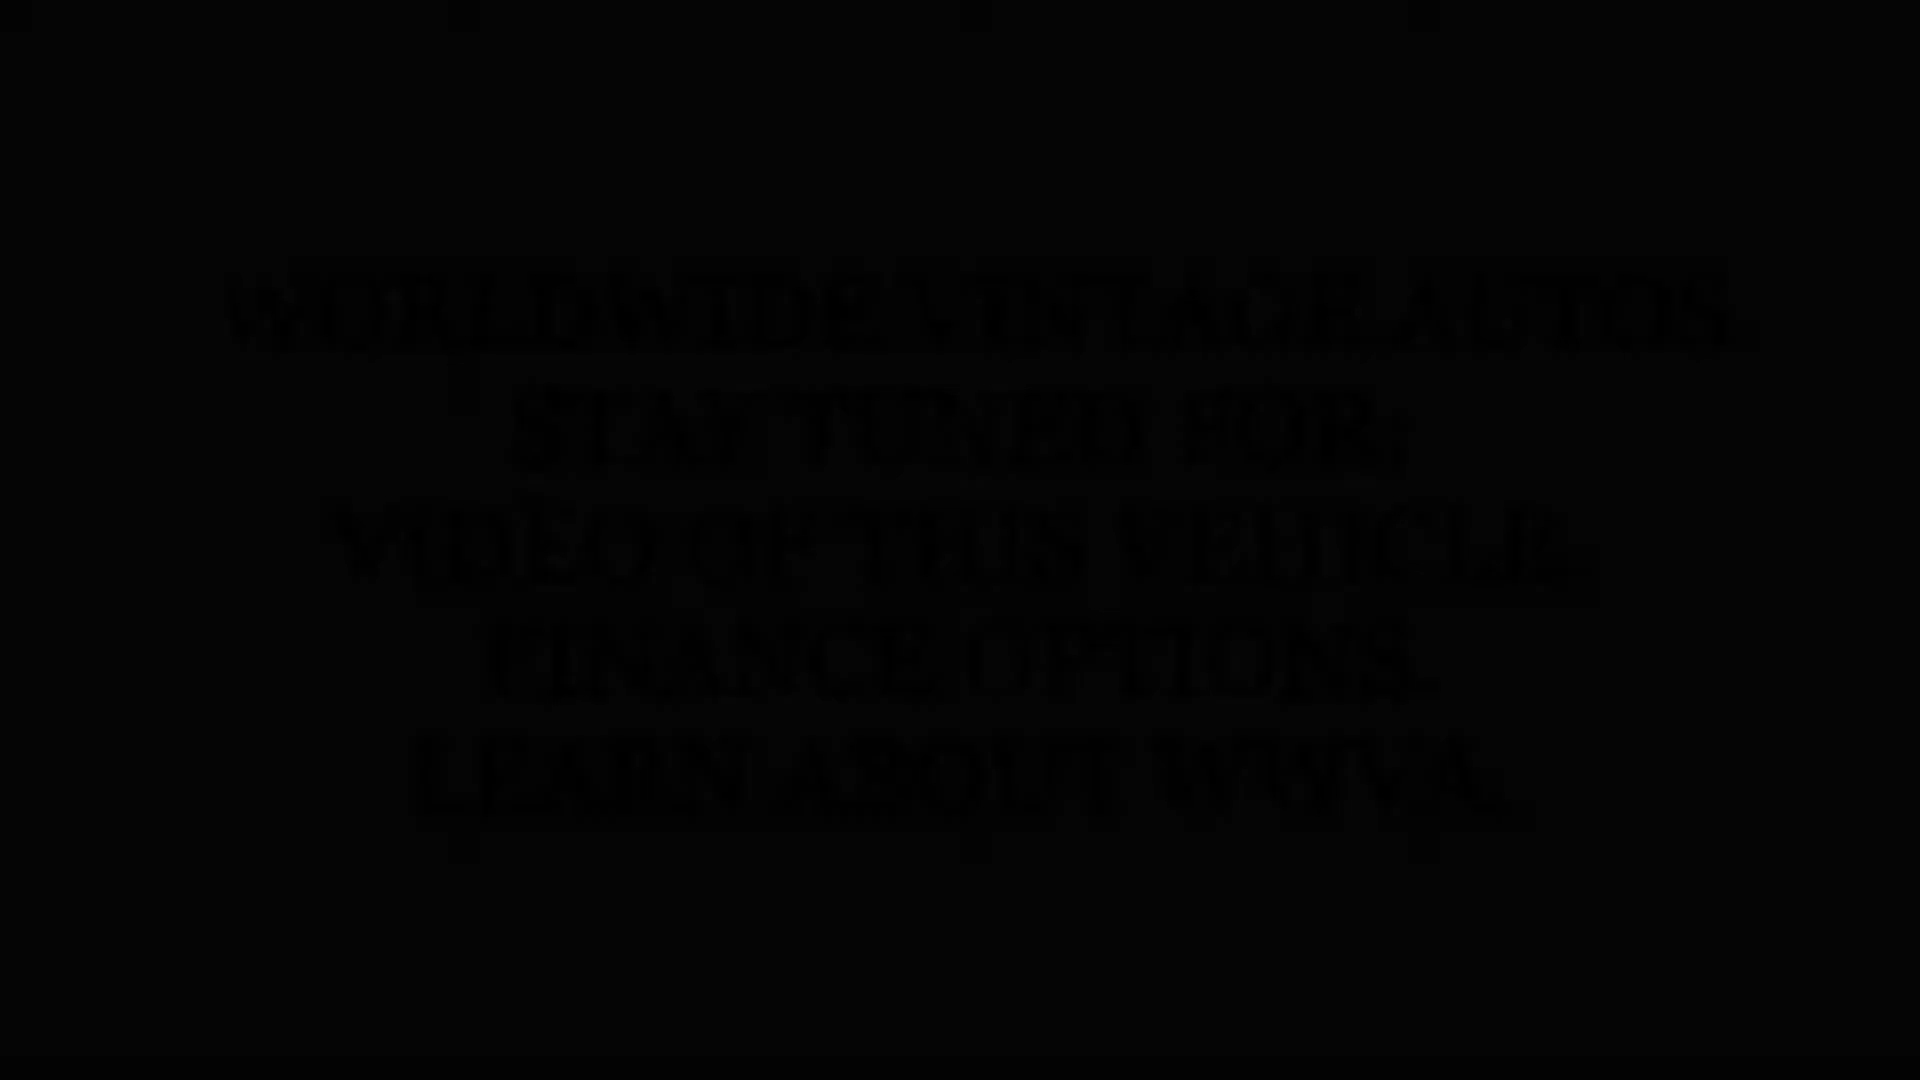 WORLDWIDE VINTAGE AUTOS.
STAY TUNED FOR:
VIDEO OF THIS VEHICLE.
FINANCE OPTIONS.
LEARN ABOUT WWVA.